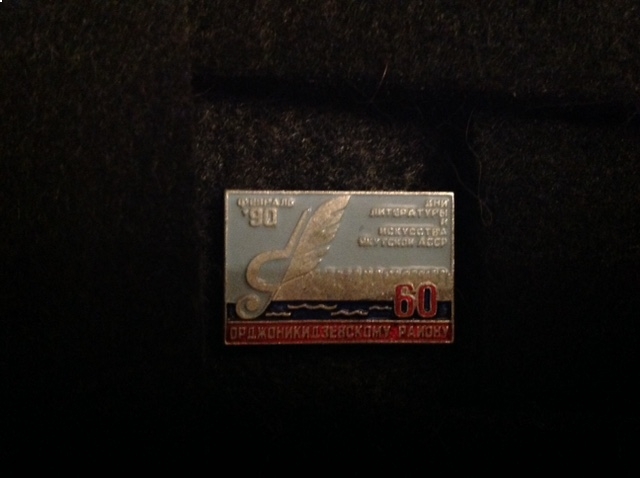 '90
ДНИ
ЛИТЕРАТУРЫ
И
ИСКУССТВА
ЯКУТСКОЙ АССР
60
ОРДЖОНИКИДЗЕВСКОМУ РАЙОНУ